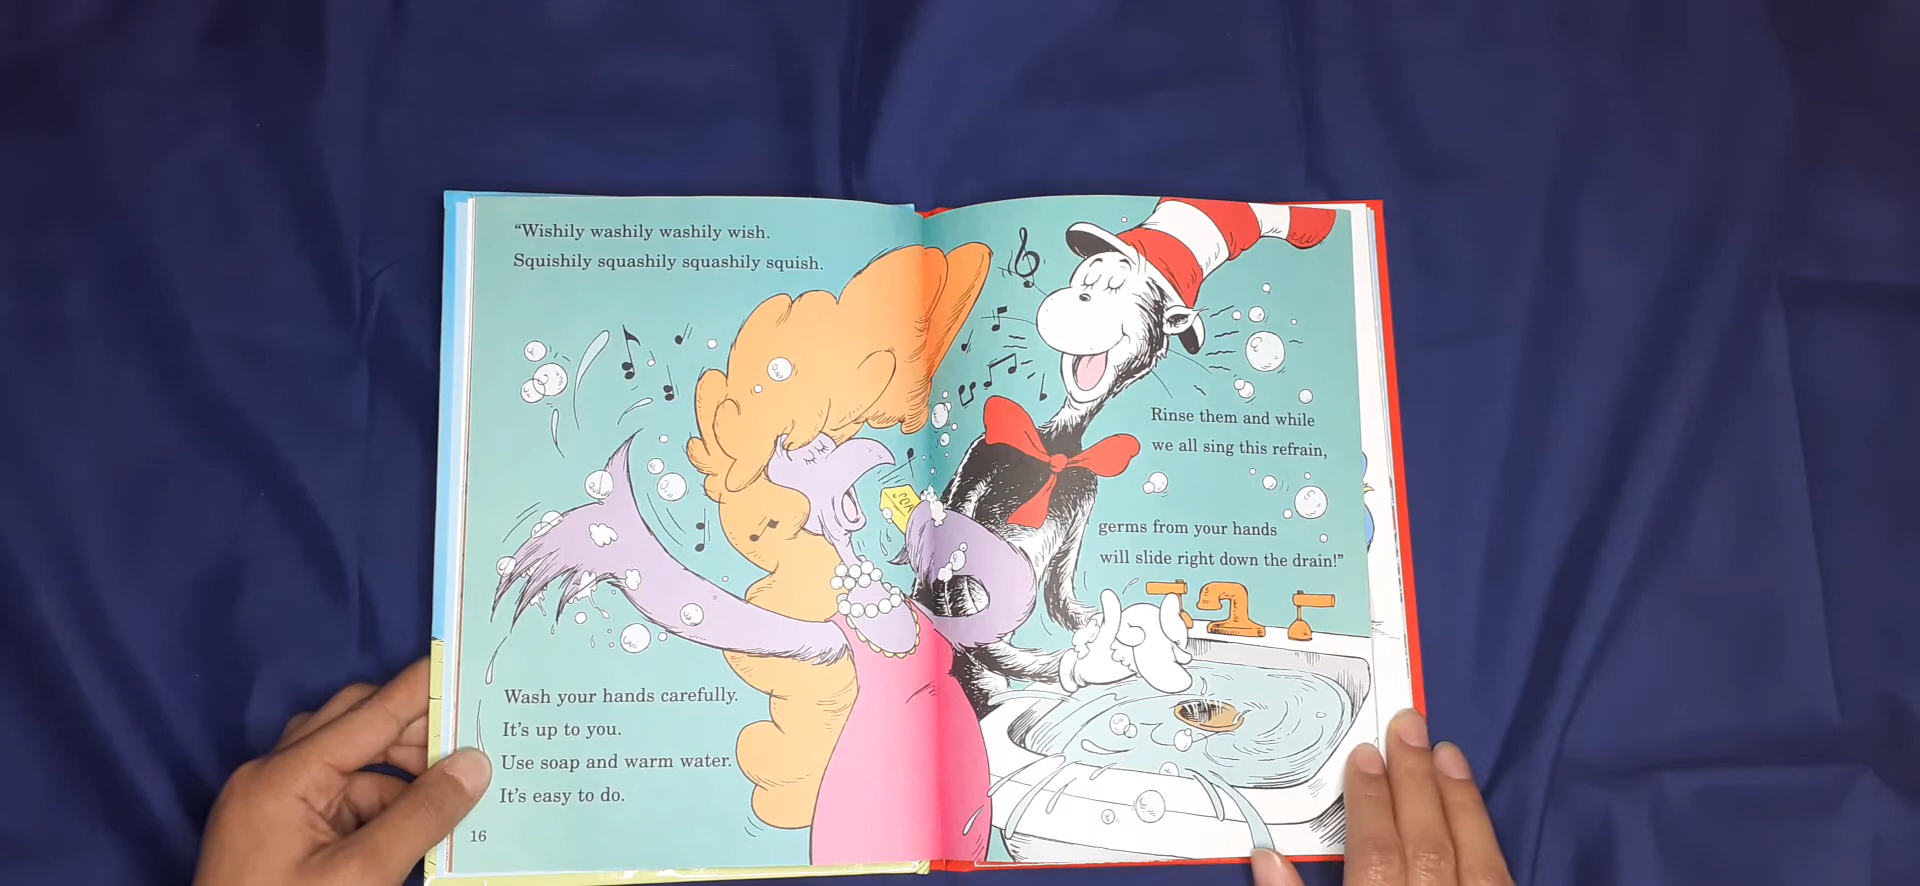 “Wishily washily washily wish.
Squishily squashily squashily squish.
Wash your hands carefully.
It’s up to you.
Use soap and warm water.
It’s easy to do.
16
SOAP
Rinse them and while
we all sing this refrain,
germs from your hands
will slide right down the drain!”